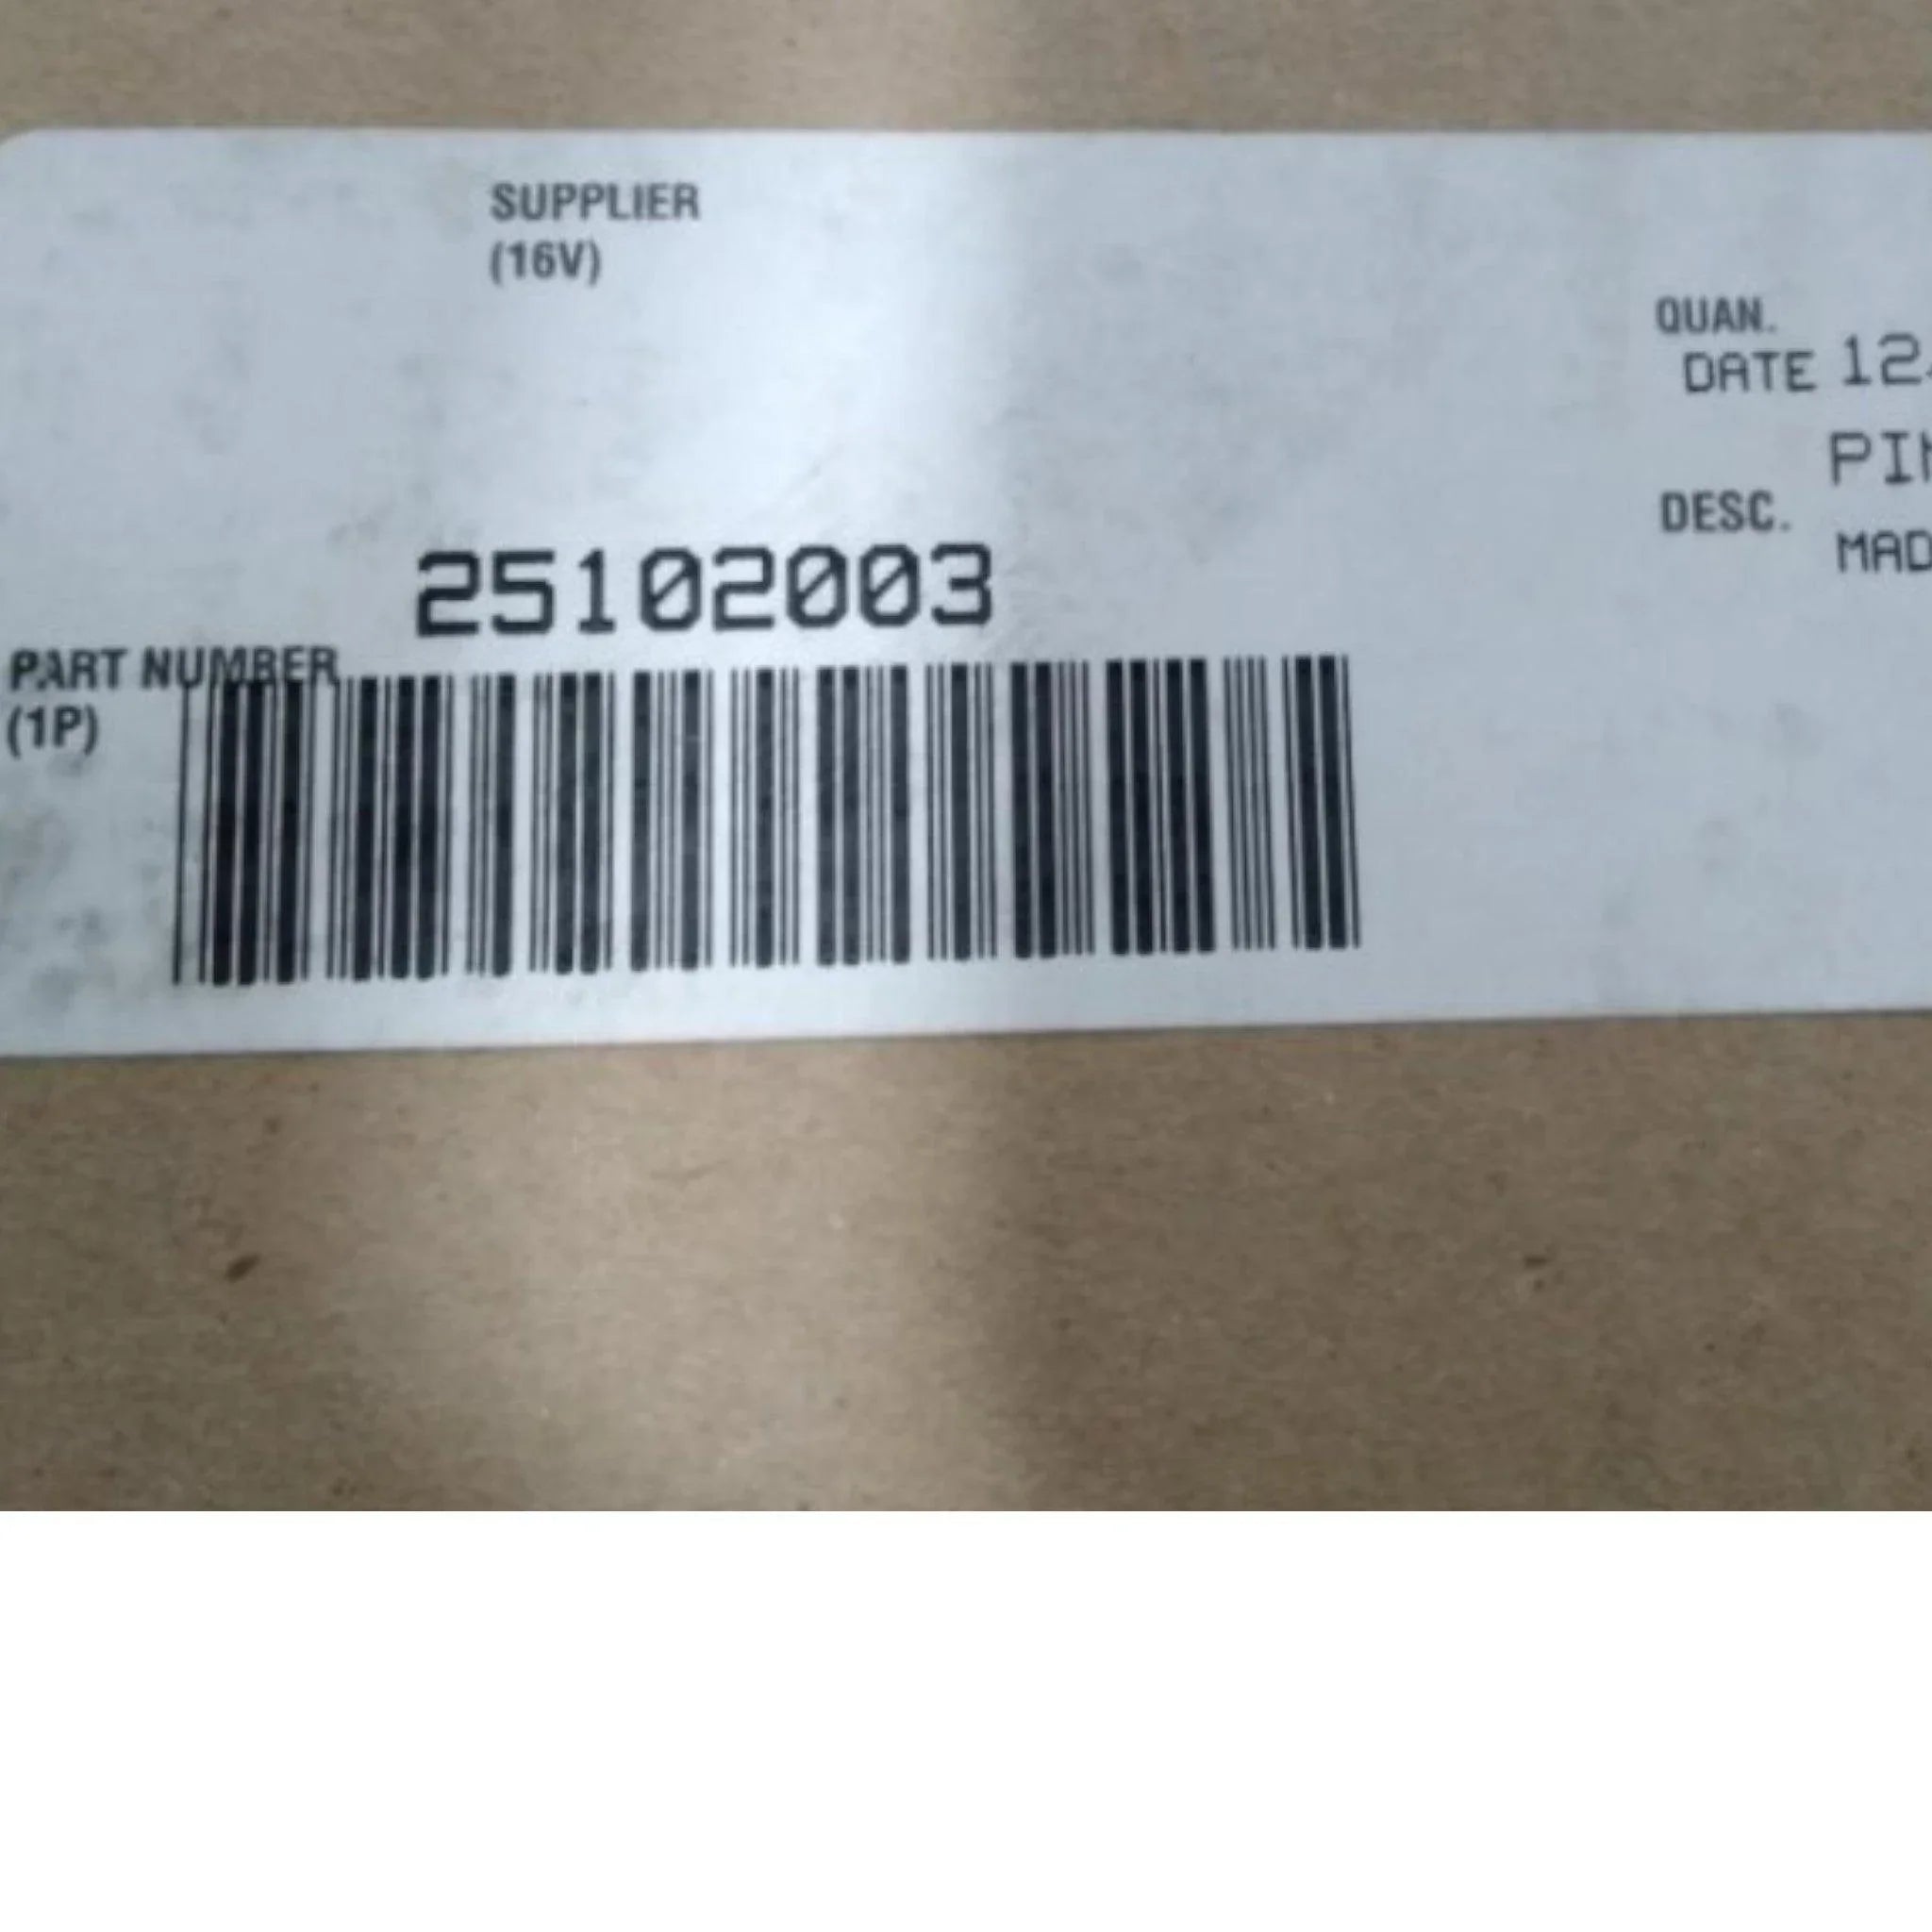 SUPPLIER
(16V)
QUAN.
DATE
DESC.
25102003
PART NUMBER
(1P)